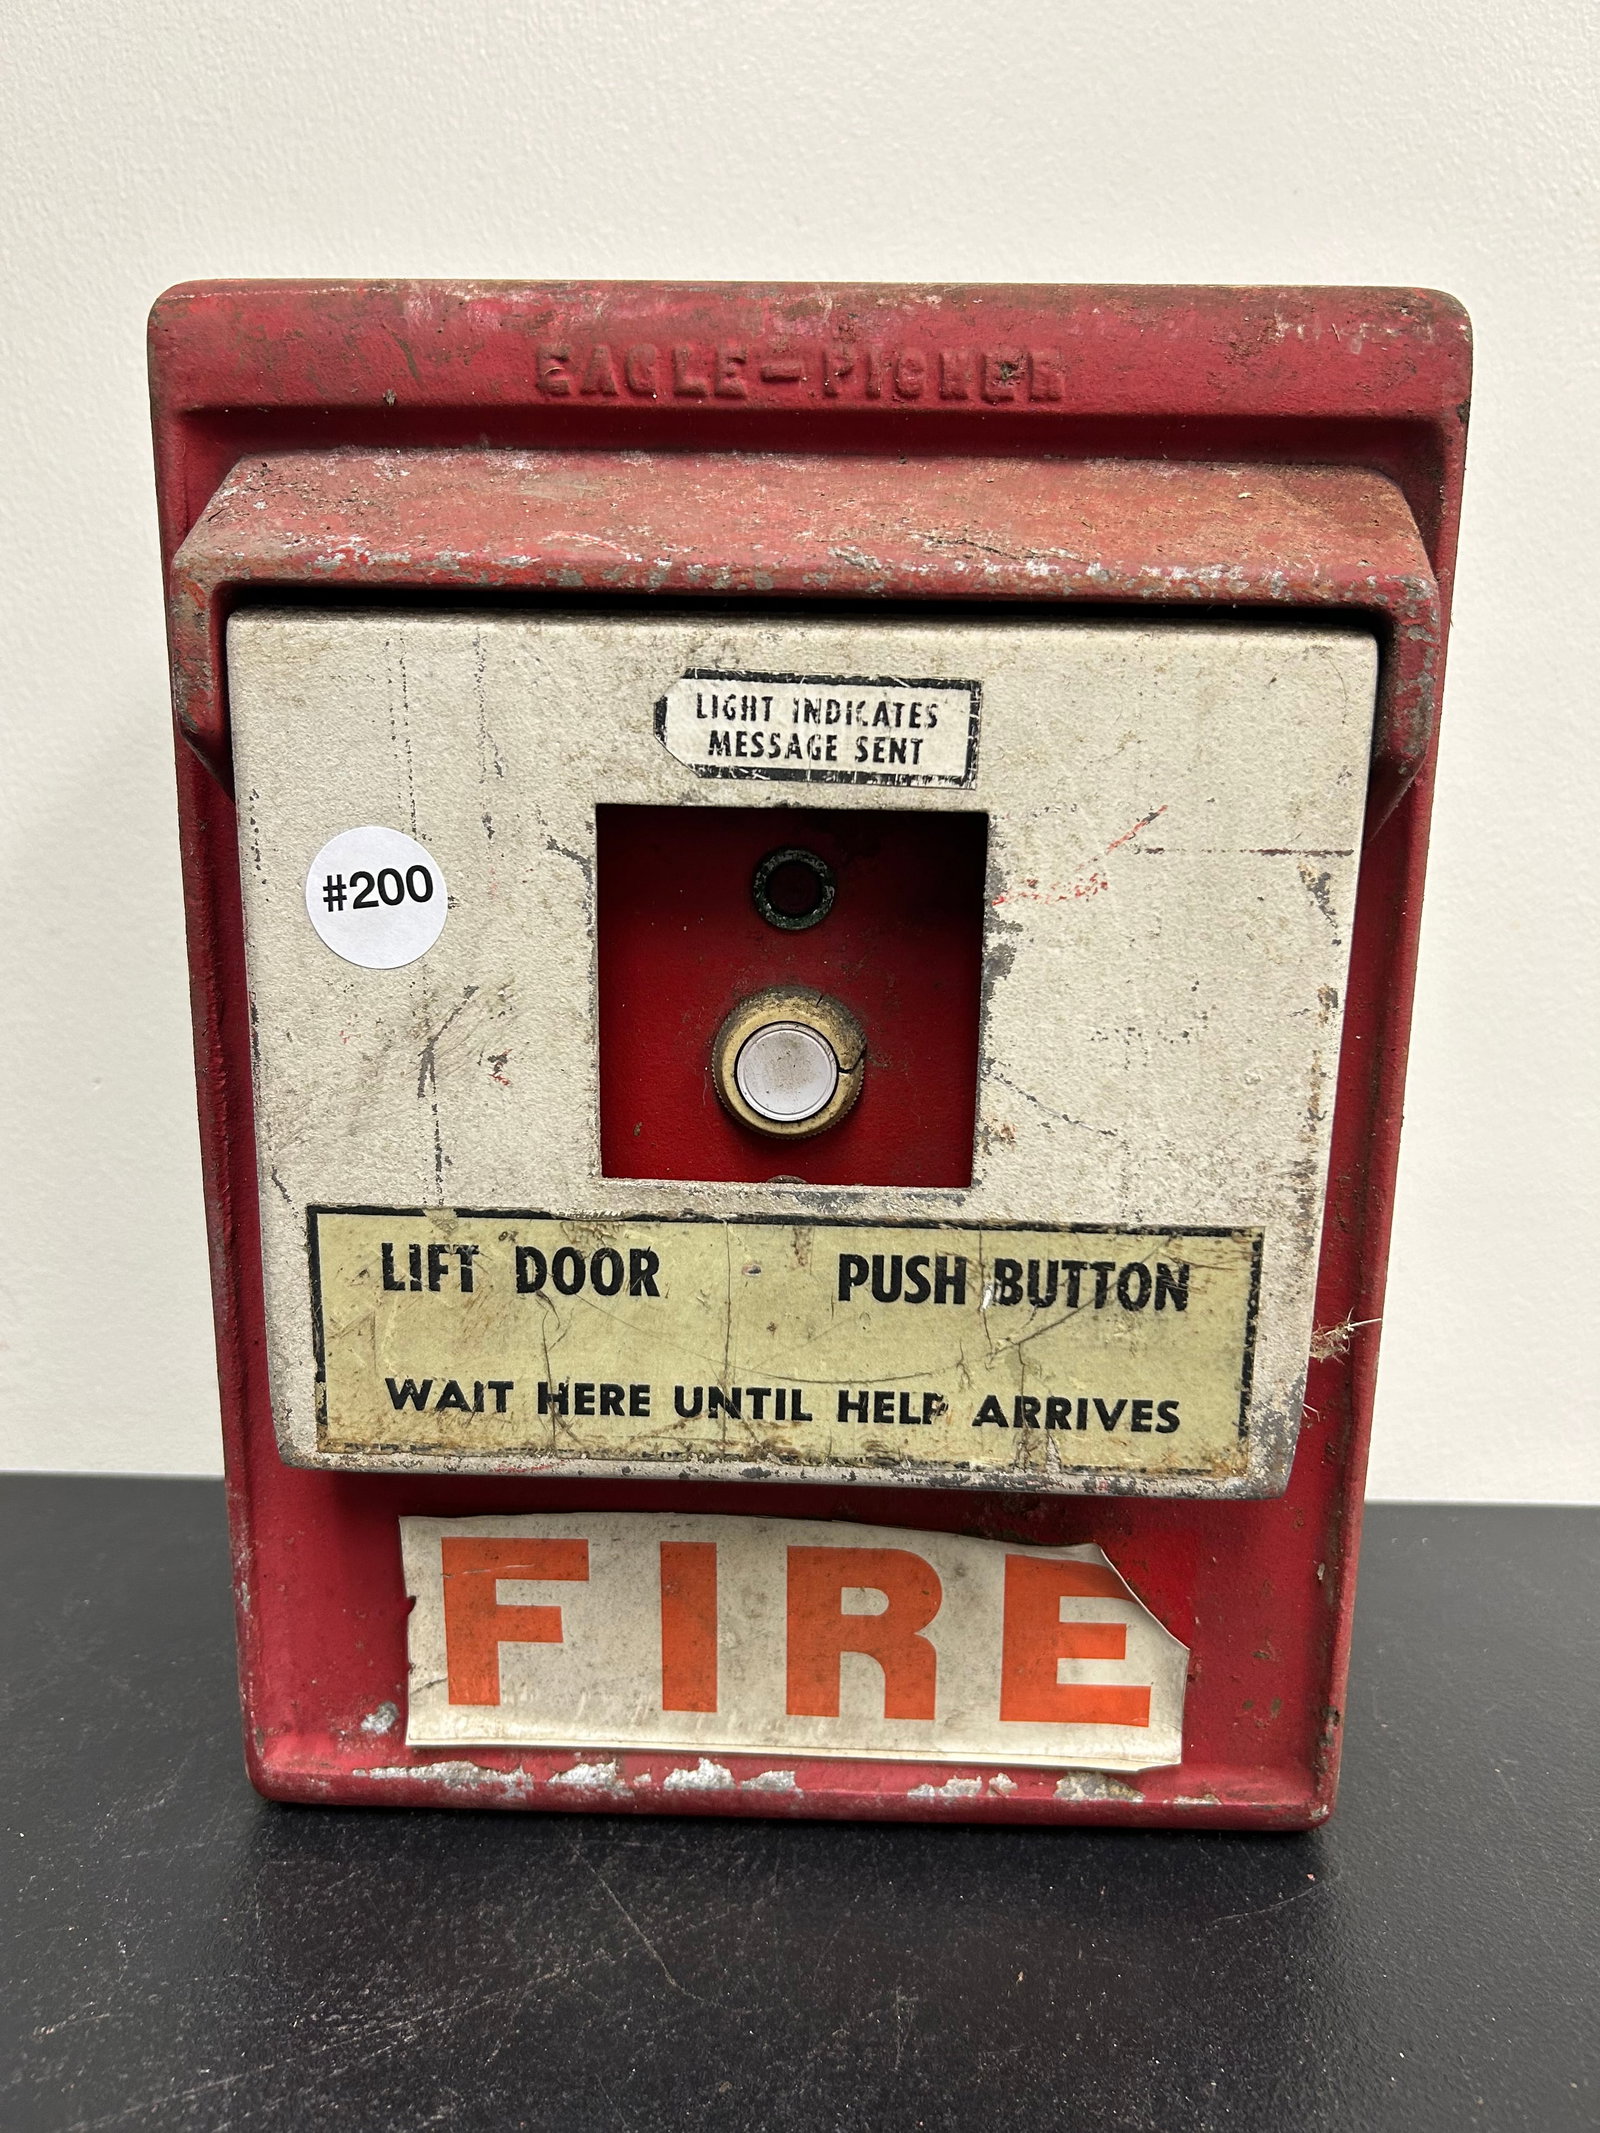 EAGLE-PICHER
LIGHT INDICATES
MESSAGE SENT
#200
LIFT DOOR PUSH BUTTON
WAIT HERE UNTIL HELP ARRIVES
FIRE